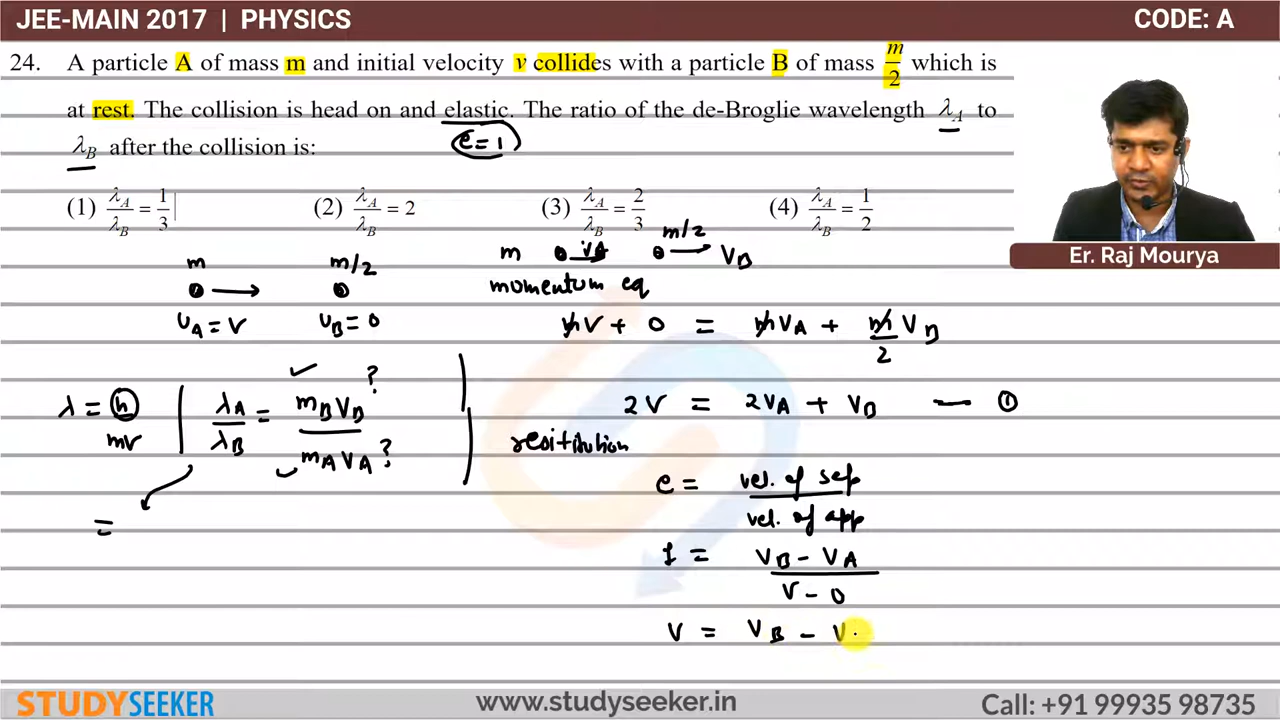 JEE-MAIN 2017 | PHYSICS CODE: A
24. A particle A of mass m and initial velocity v collides with a particle B of mass m/2 which is
at rest. The collision is head on and elastic. The ratio of the de-Broglie wavelength λA to
λB after the collision is:
e=1
(1) λA/λB = 1/3 (2) λA/λB = 2 (3) λA/λB = 2/3 (4) λA/λB = 1/2
Er. Raj Mourya
m m/2
uA = v uB = 0
λ = h/mv
λA/λB = mBVB ?/mAVA ?
=
m VA m/2 VB
momentum eq
mV + 0 = mVA + m/2 VB
2V = 2VA + VB — ①
resitibution
e = vel. of sep/vel. of app
1 = VB - VA/V - 0
V = VB - V
STUDYSEEKER www.studyseeker.in Call: +91 99935 98735